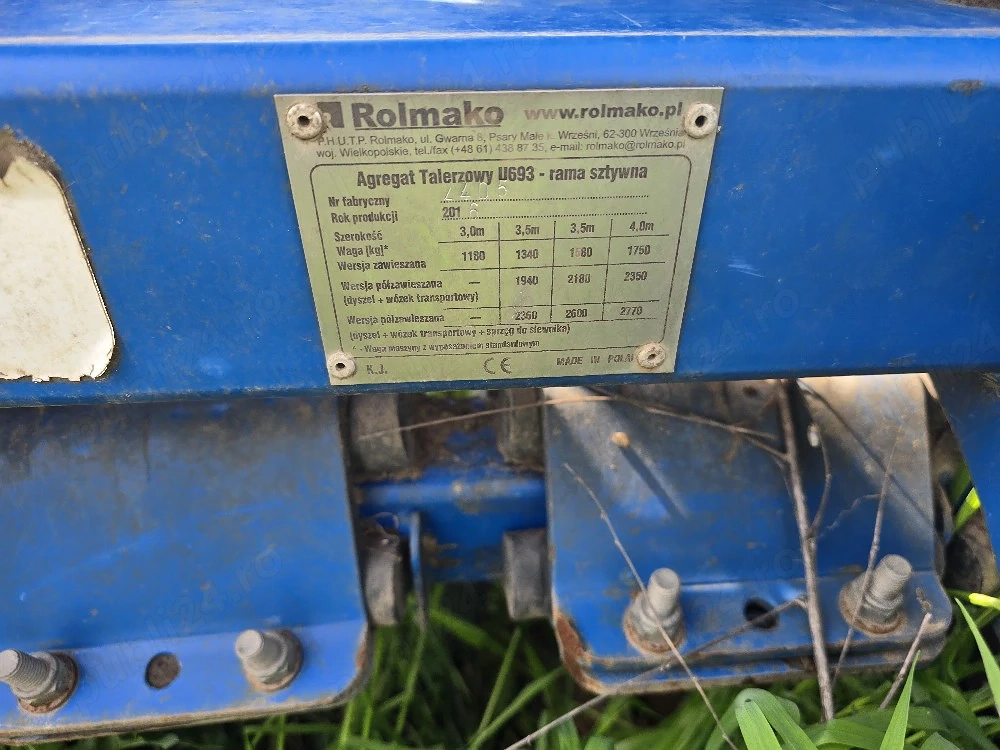 Rolmako www.rolmako.pl
P.H.U.T.P. Rolmako, ul. Gwarna 8, Psary Małe k. Wrześni, 62-300 Września
woj. Wielkopolskie, tel./fax (+48 61) 438 87 35, e-mail: rolmako@rolmako.pl
Agregat Talerzowy U693 - rama sztywna
Nr fabryczny
Rok produkcji 201
Szerokość 3,0m 3,5m 3,5m 4,0m
Waga [kg]*
Wersja zawieszana 1180 1340 1580 1750
Wersja półzawieszana — 1940 2180 2350
(dyszel + wózek transportowy)
Wersja półzawieszana — 2360 2600 2770
(dyszel + wózek transportowy + sprzęg do siewnika)
* - Waga maszyny z wyposażeniem standardowym
K.J. CE MADE IN POLAND